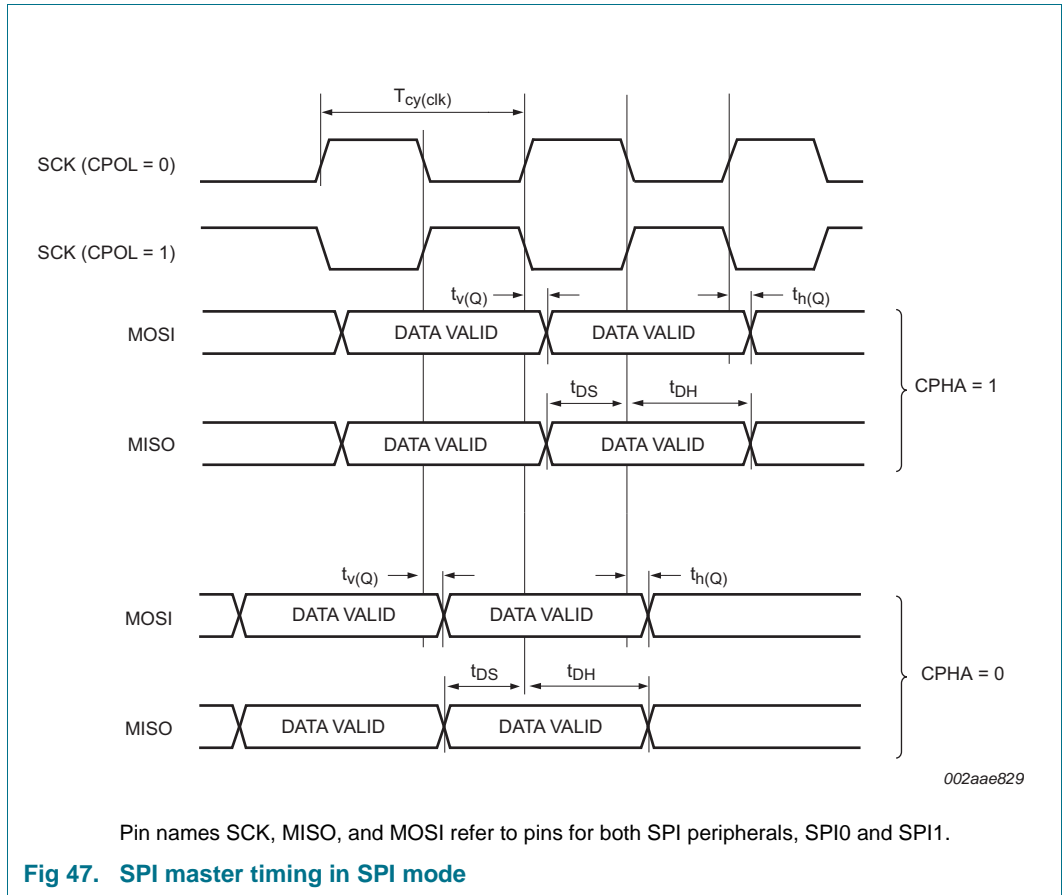 Tcy(clk)
SCK (CPOL = 0)
SCK (CPOL = 1)
tv(Q) th(Q)
MOSI DATA VALID DATA VALID
tDS tDH
CPHA = 1
MISO DATA VALID DATA VALID
tv(Q) th(Q)
MOSI DATA VALID DATA VALID
tDS tDH
CPHA = 0
MISO DATA VALID DATA VALID
002aae829
Pin names SCK, MISO, and MOSI refer to pins for both SPI peripherals, SPI0 and SPI1.
Fig 47. SPI master timing in SPI mode